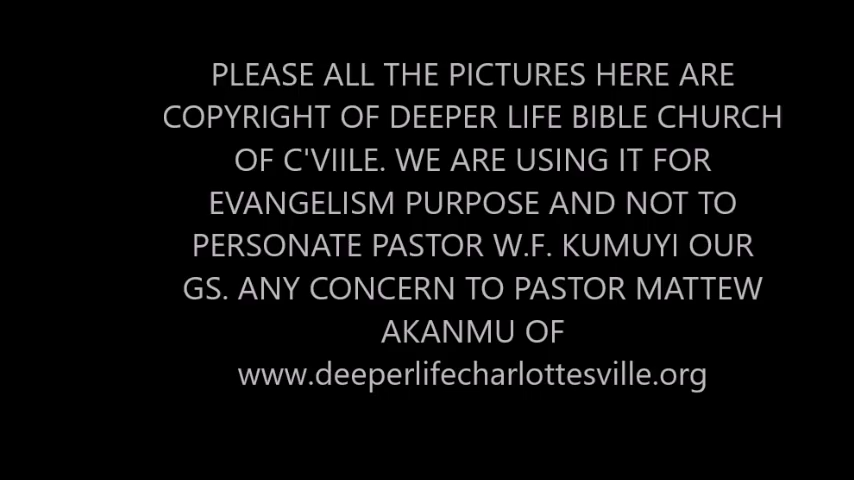 PLEASE ALL THE PICTURES HERE ARE
COPYRIGHT OF DEEPER LIFE BIBLE CHURCH
OF C'VIILE. WE ARE USING IT FOR
EVANGELISM PURPOSE AND NOT TO
PERSONATE PASTOR W.F. KUMUYI OUR
GS. ANY CONCERN TO PASTOR MATTEW
AKANMU OF
www.deeperlifecharlottesville.org